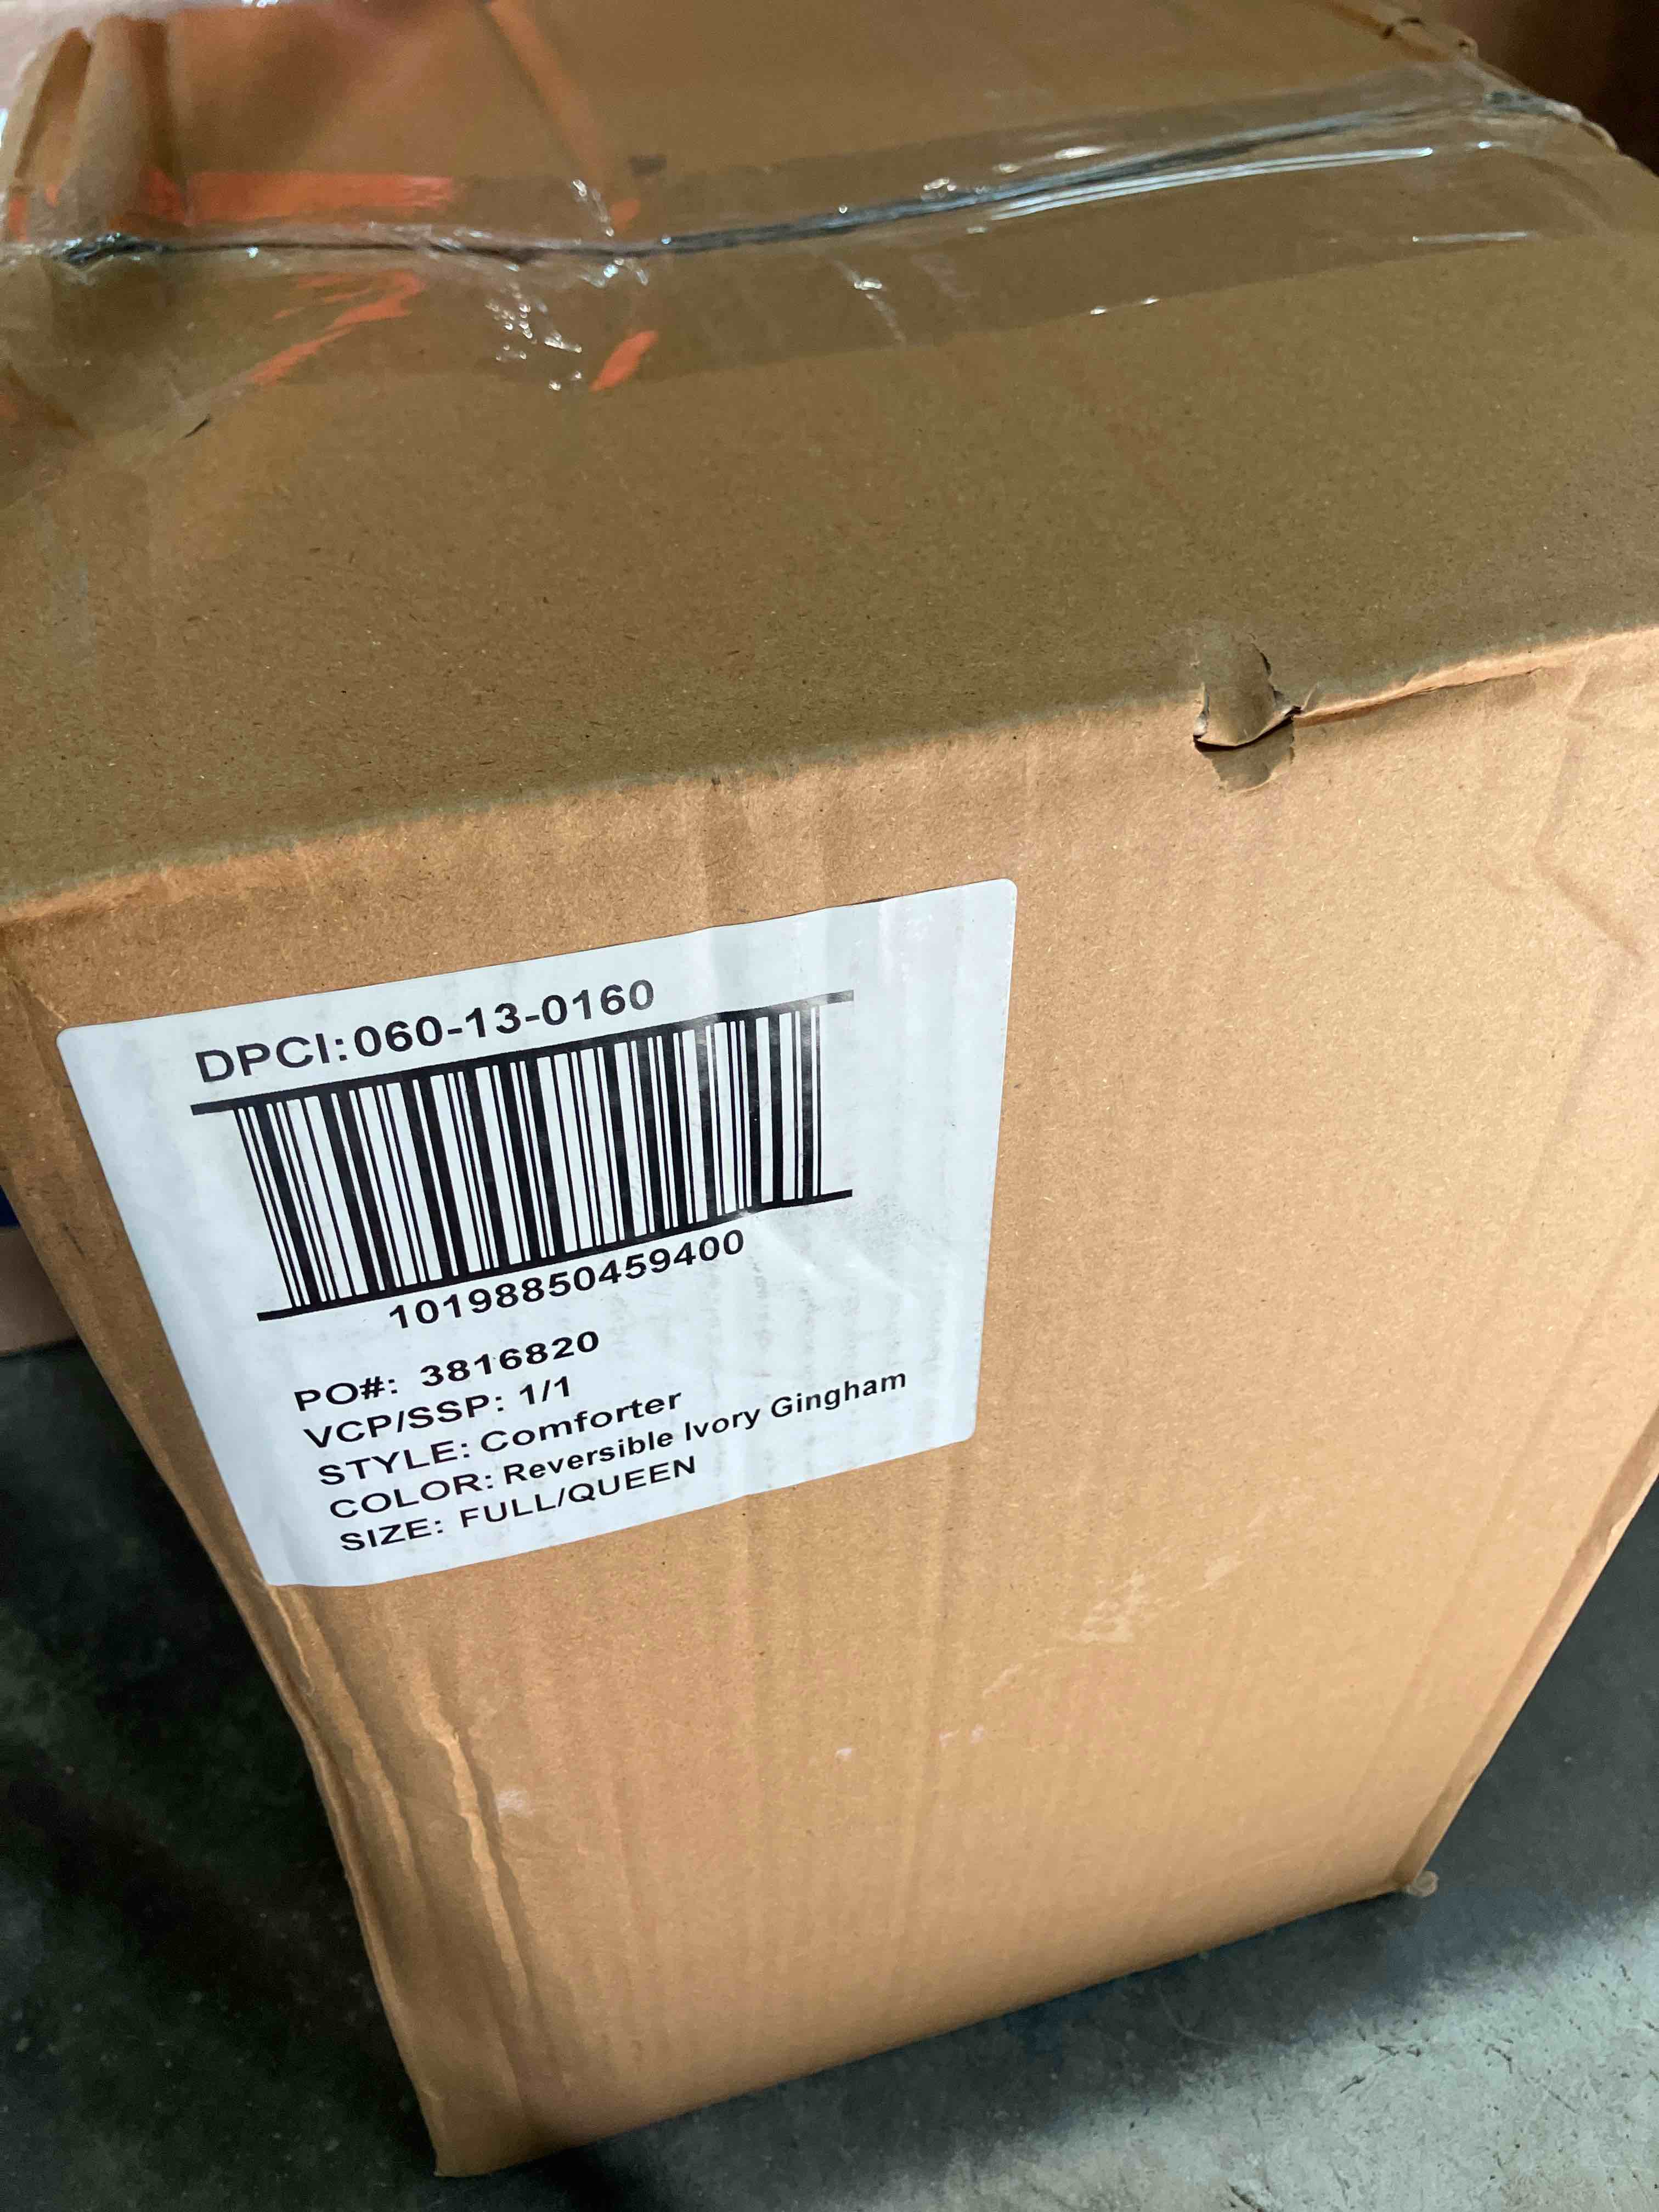 DPCI:060-13-0160
10198850459400
PO#: 3816820
VCP/SSP: 1/1
STYLE: Comforter
COLOR: Reversible Ivory Gingham
SIZE: FULL/QUEEN